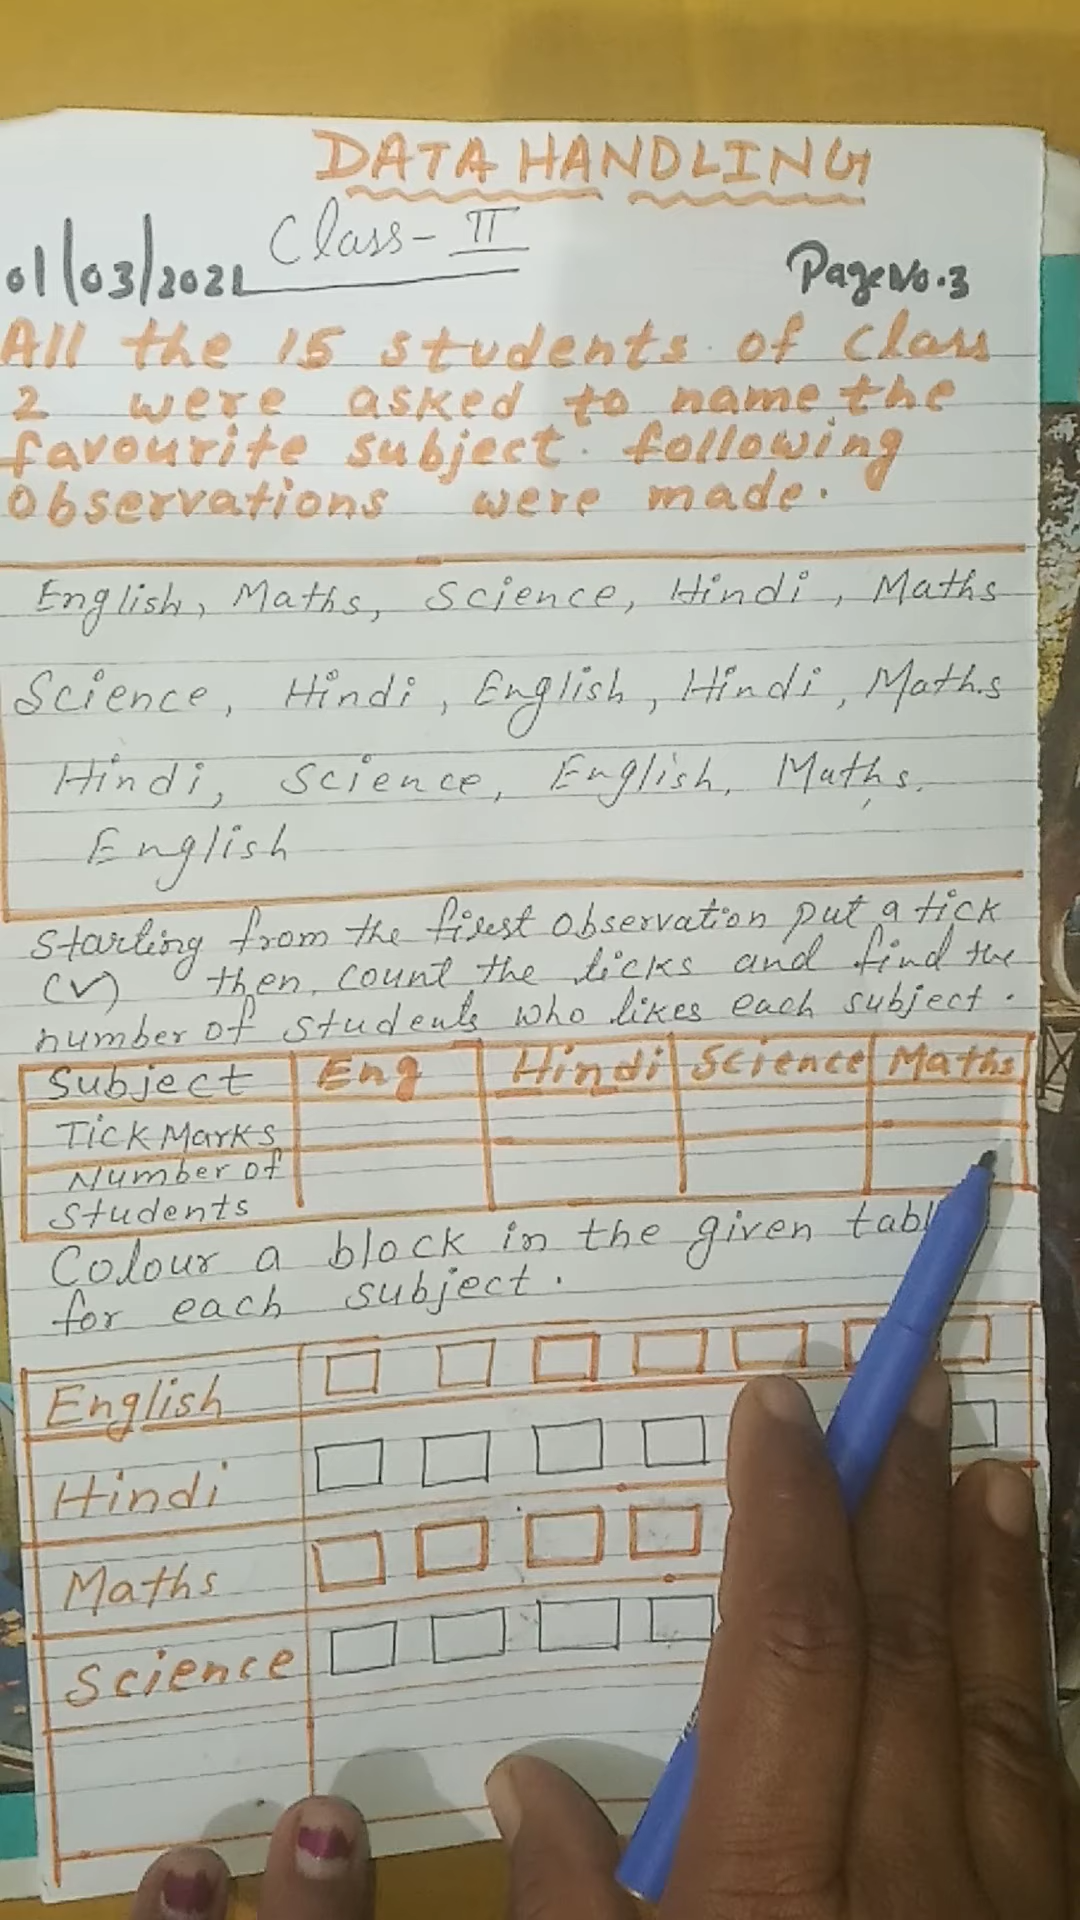 DATA HANDLING
Class - II
01/03/2021
Page No. 3
All the 15 students of class
2 were asked to name the
favourite subject. following
Observations were made.
English, Maths, Science, Hindi, Maths
Science, Hindi, English, Hindi, Maths
Hindi, Science, English, Maths,
English
Starting from the first observation put a tick
(✓) then, count the ticks and find the
number of students who likes each subject.
Subject Eng Hindi Science Maths
Tick Marks
Number of
Students
Colour a block in the given
for each subject.
English
Hindi
Maths
Science